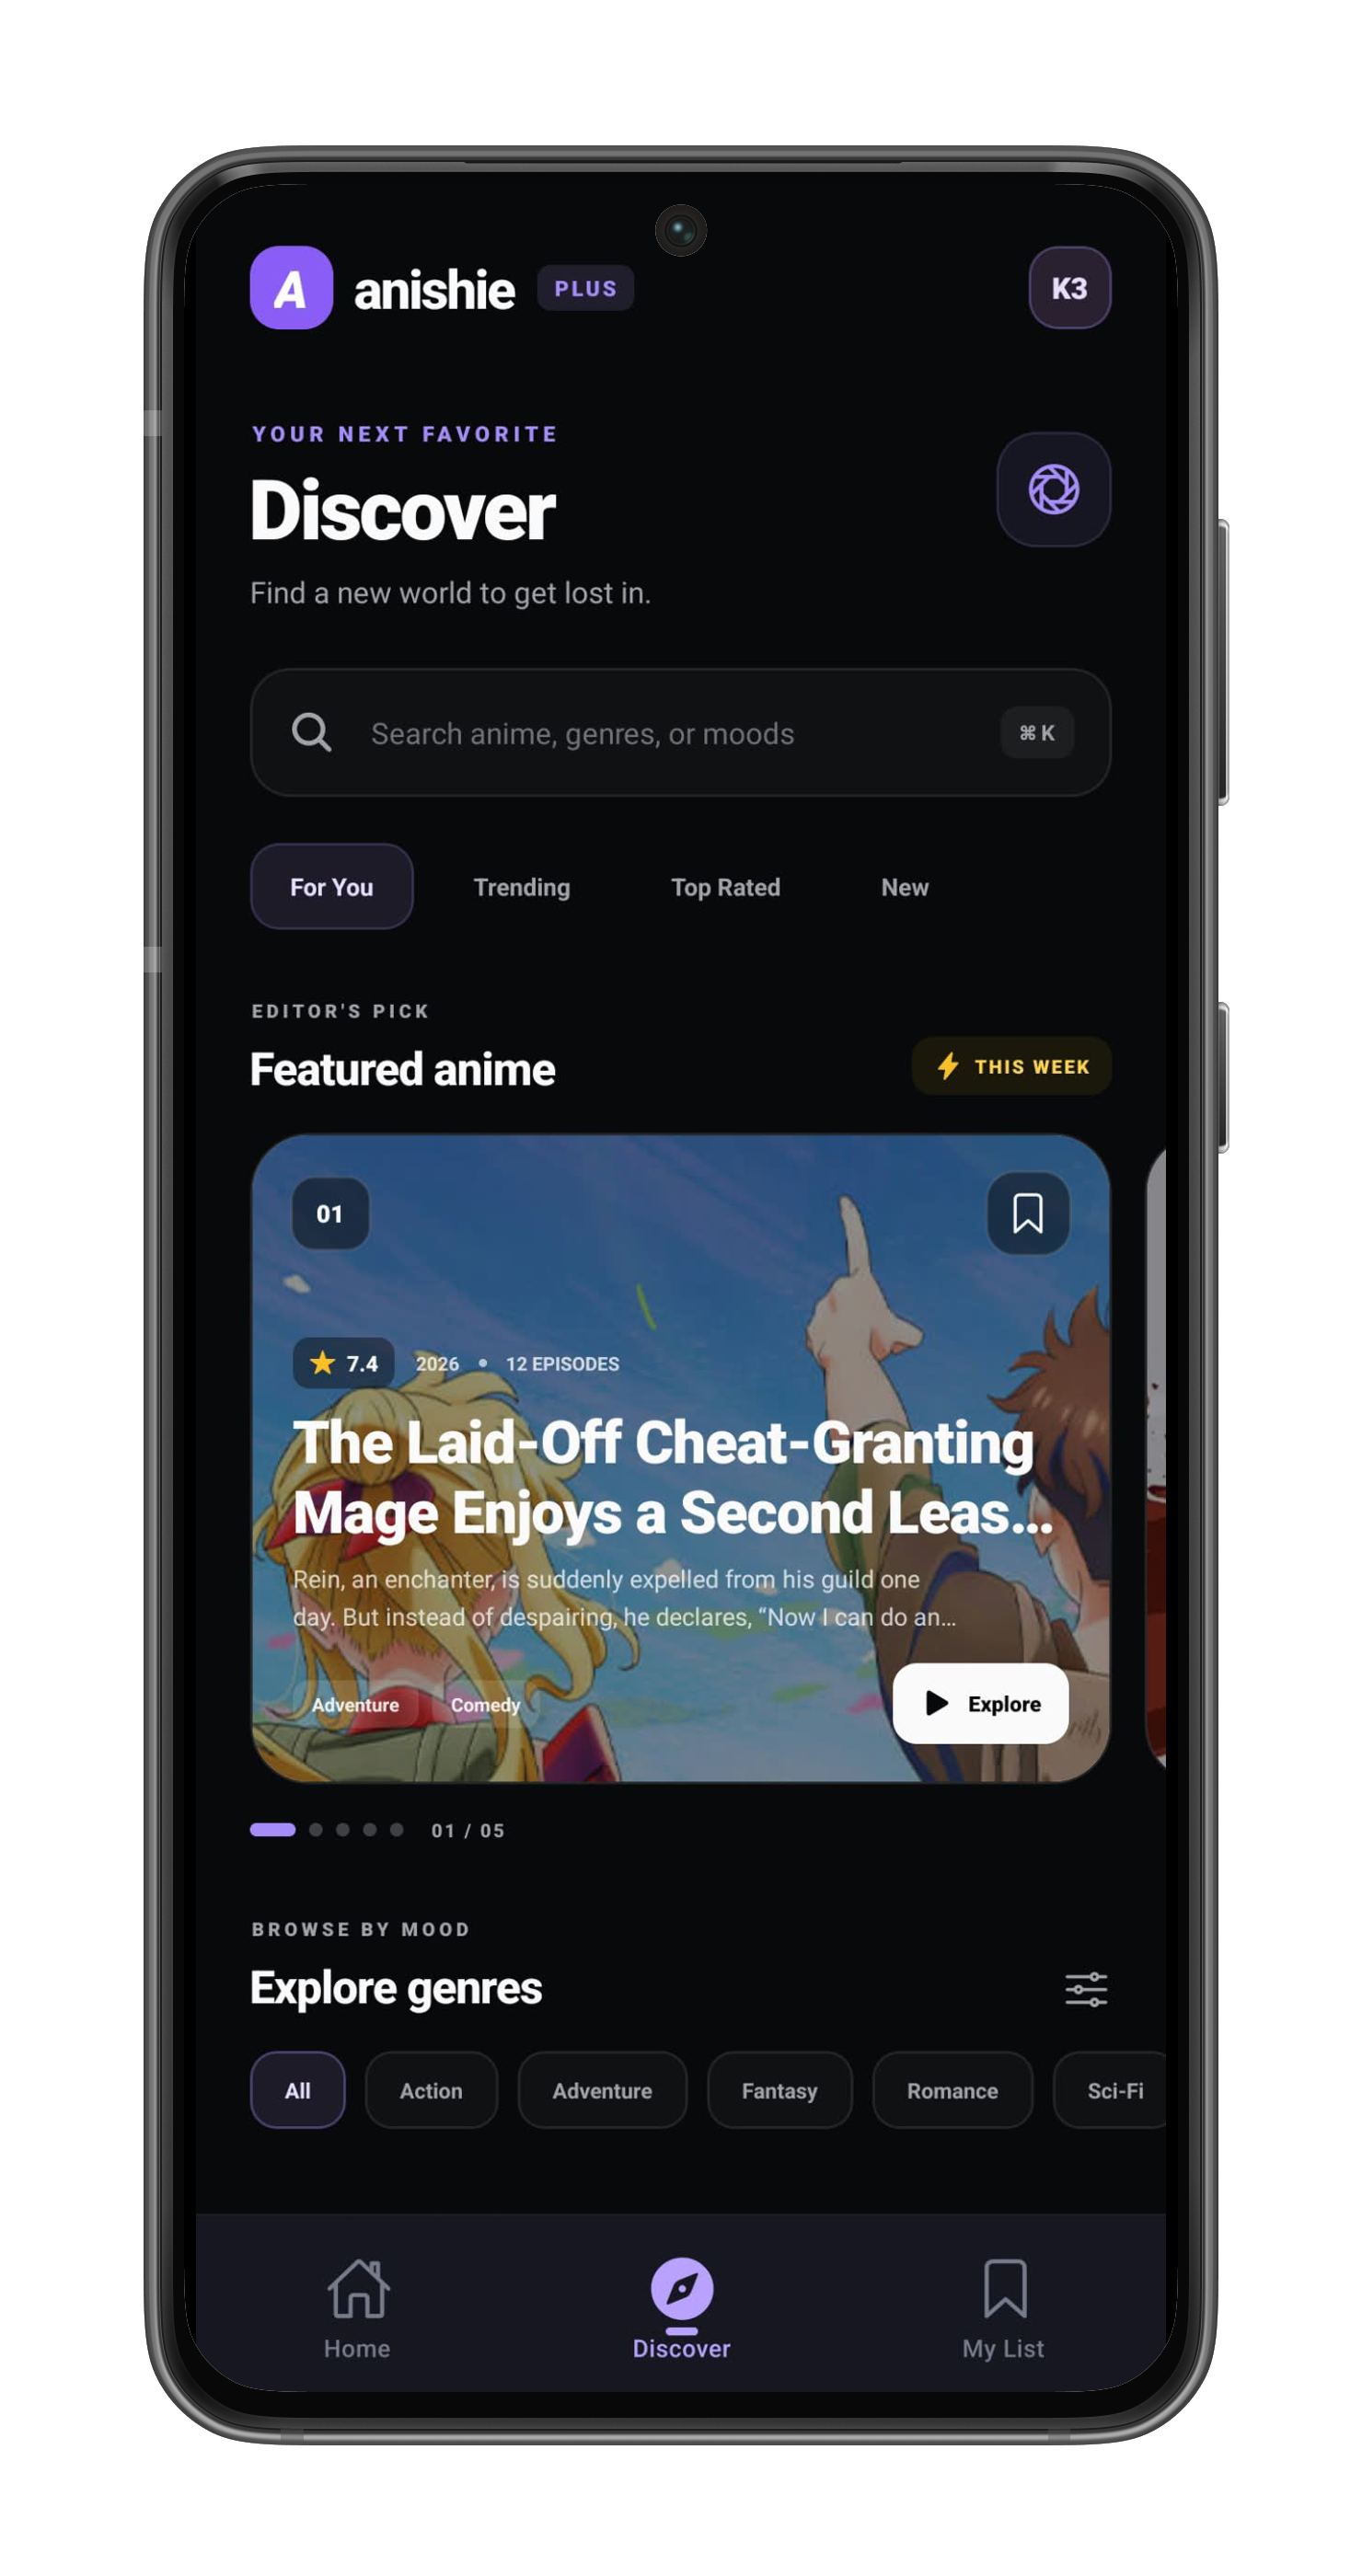 A anishie PLUS K3
YOUR NEXT FAVORITE
Discover
Find a new world to get lost in.
Search anime, genres, or moods ⌘ K
For You Trending Top Rated New
EDITOR'S PICK
Featured anime THIS WEEK
01
7.4 2026 • 12 EPISODES
The Laid-Off Cheat-Granting
Mage Enjoys a Second Leas...
Rein, an enchanter, is suddenly expelled from his guild one
day. But instead of despairing, he declares, “Now I can do an...
Adventure Comedy Explore
01 / 05
BROWSE BY MOOD
Explore genres
All Action Adventure Fantasy Romance Sci-Fi
Home Discover My List